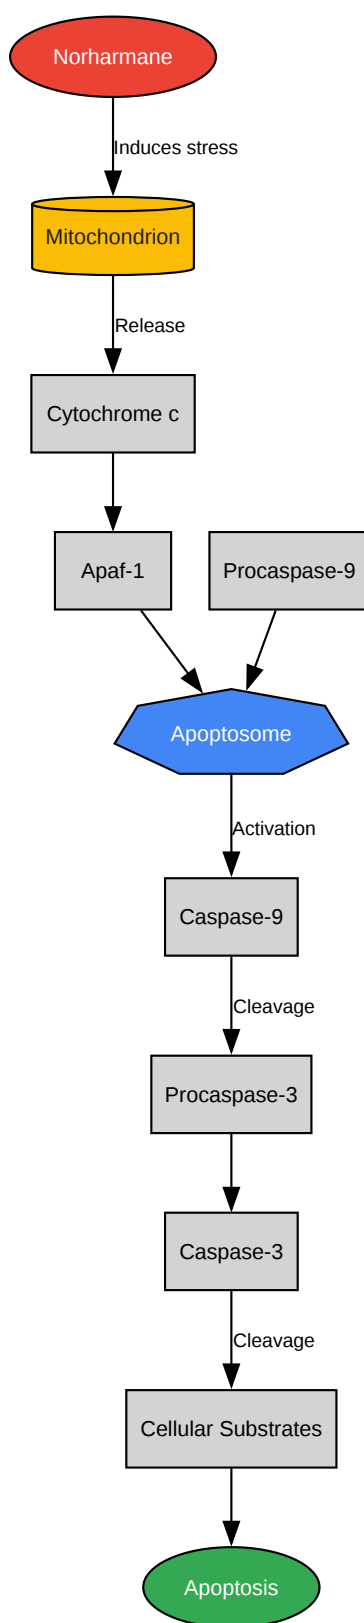 Norharmane
Induces stress
Mitochondrion
Release
Cytochrome c
Apaf-1
Procaspase-9
Apoptosome
Activation
Caspase-9
Cleavage
Procaspase-3
Caspase-3
Cleavage
Cellular Substrates
Apoptosis